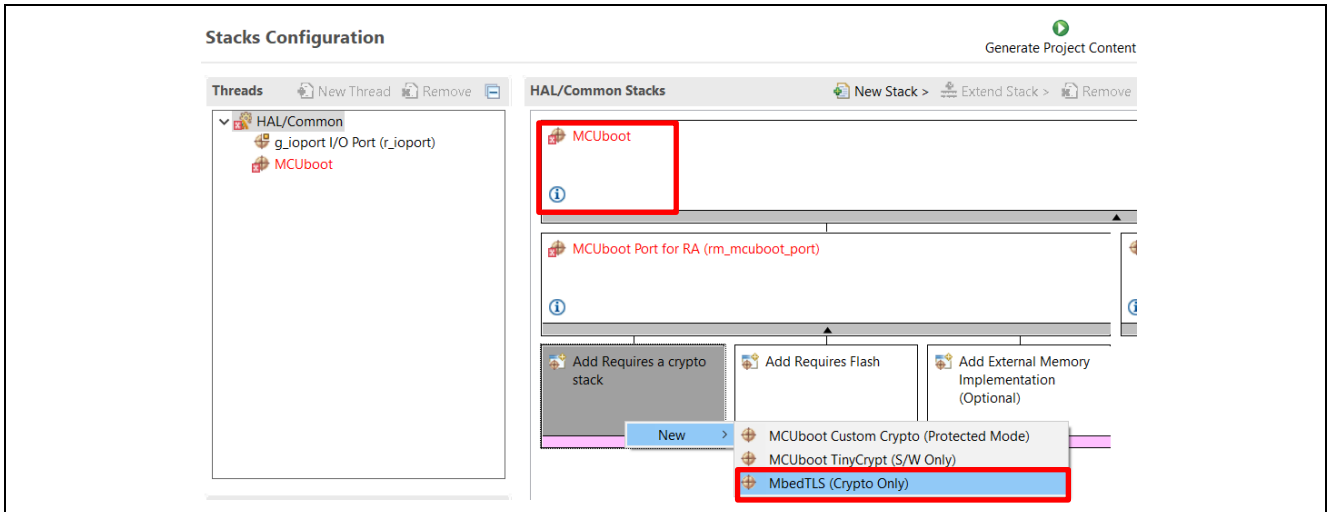 Stacks Configuration
Generate Project Content
Threads
New Thread
Remove
HAL/Common Stacks
New Stack >
Extend Stack >
Remove
HAL/Common
g_ioport I/O Port (r_ioport)
MCUboot
MCUboot
MCUboot Port for RA (rm_mcuboot_port)
Add Requires a crypto
stack
Add Requires Flash
Add External Memory
Implementation
(Optional)
New >
MCUboot Custom Crypto (Protected Mode)
MCUboot TinyCrypt (S/W Only)
MbedTLS (Crypto Only)